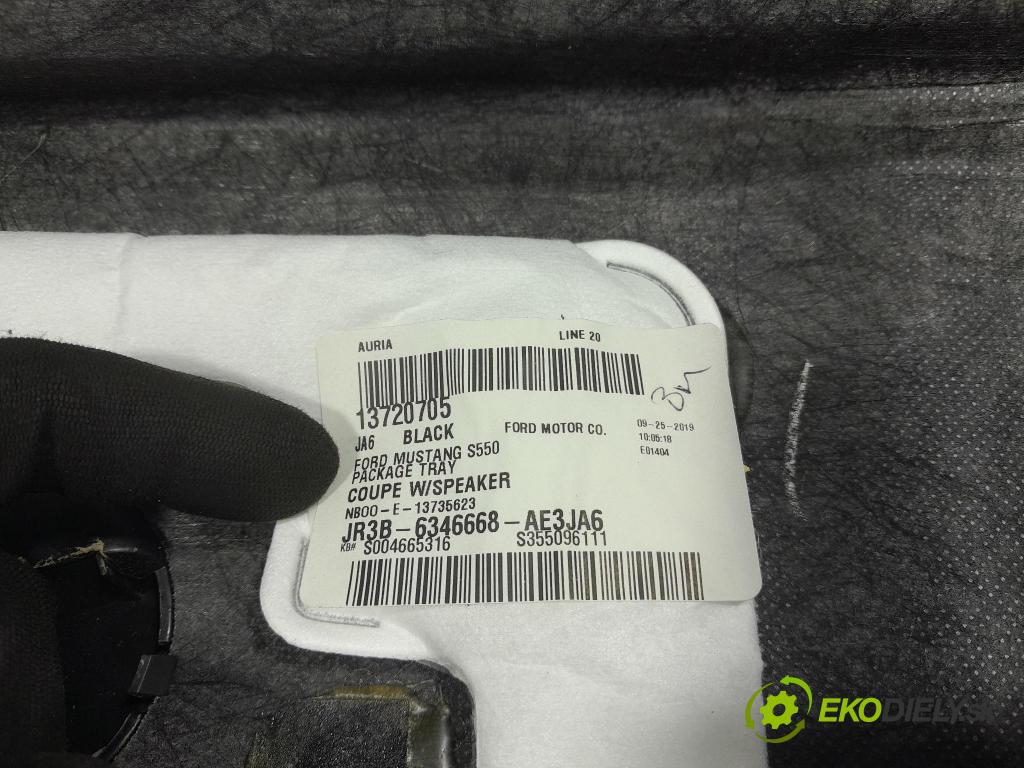 AURIA LINE 20
13720705
JA6 BLACK FORD MOTOR CO.
09-25-2019
10:05:18
E01404
FORD MUSTANG S550
PACKAGE TRAY
COUPE W/SPEAKER
NB00-E-13735623
JR3B-6346668-AE3JA6
KB# S004665316 S355096111
EKODIELY.SK